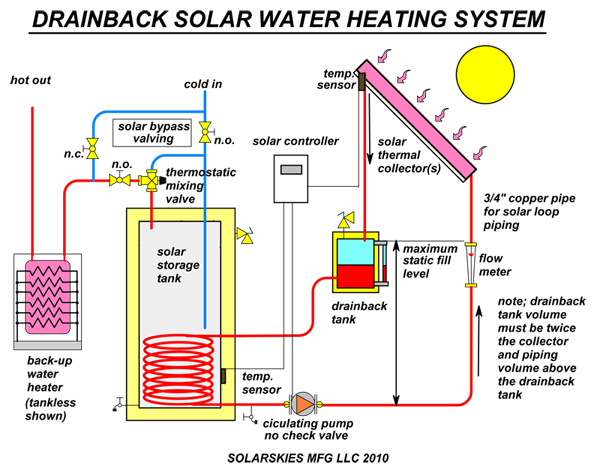 DRAINBACK SOLAR WATER HEATING SYSTEM
hot out
cold in
temp.
sensor
solar bypass
valving
n.c.
n.o.
n.o.
solar controller
solar
thermal
collector(s)
thermostatic
mixing
valve
3/4" copper pipe
for solar loop
piping
solar
storage
tank
maximum
static fill
level
flow
meter
drainback
tank
note; drainback
tank volume
must be twice
the collector
and piping
volume above
the drainback
tank
back-up
water
heater
(tankless
shown)
temp.
sensor
ciculating pump
no check valve
SOLARSKIES MFG LLC 2010